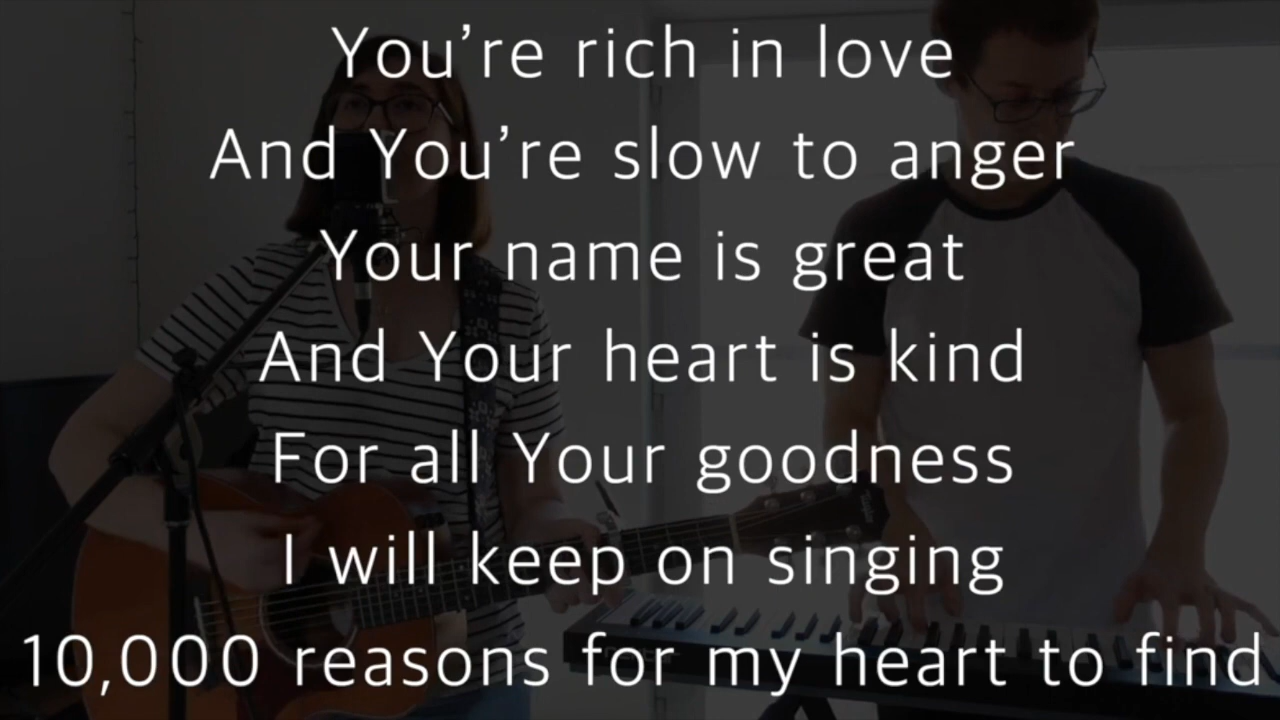 You’re rich in love
And You’re slow to anger
Your name is great
And Your heart is kind
For all Your goodness
I will keep on singing
10,000 reasons for my heart to find